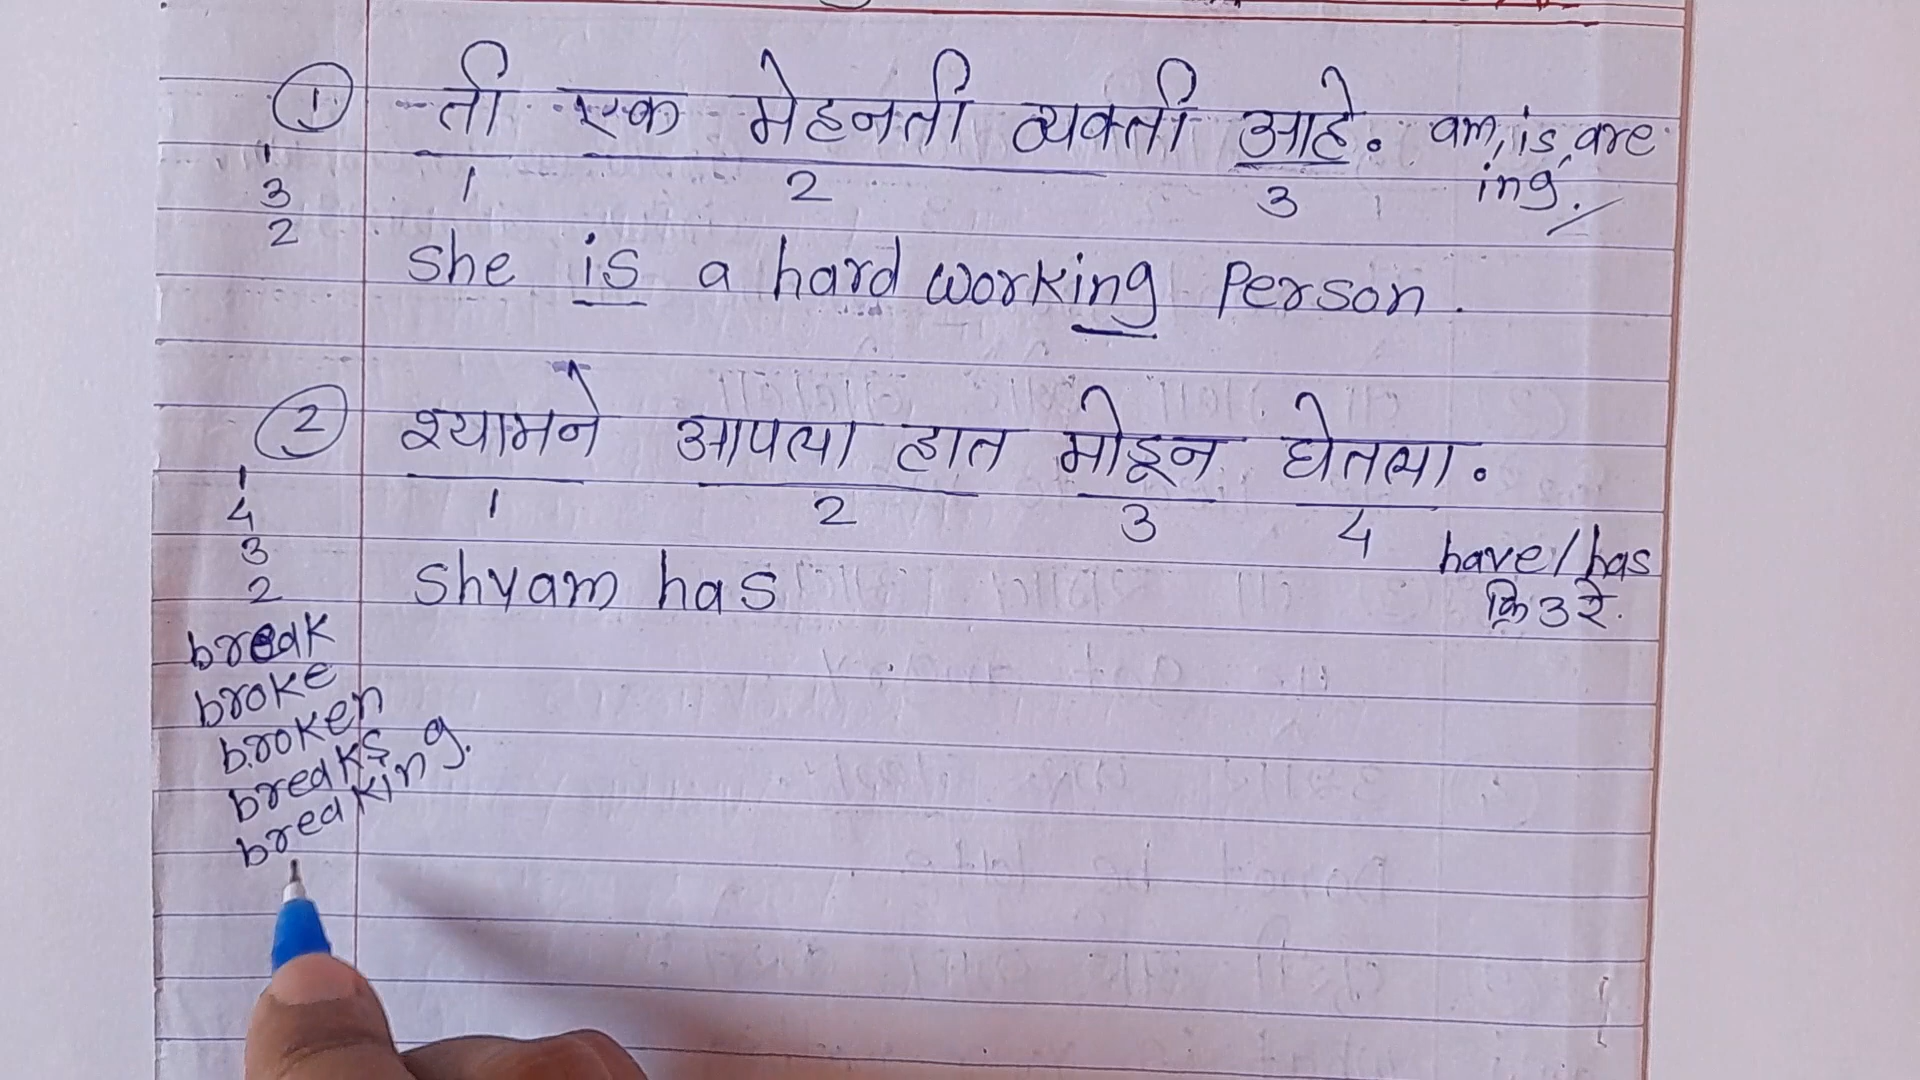 ① ती एक मेहनती व्यक्ती आहे. am, is, are
ing.
1 2 3
1
3
2
She is a hard working Person.
② श्यामने आपला हात मोडून घेतला.
1 2 3 4
1
4
3
2
have/has
क्रि 3 रे.
Shyam has
break
broke
broken
breaks
breaking.